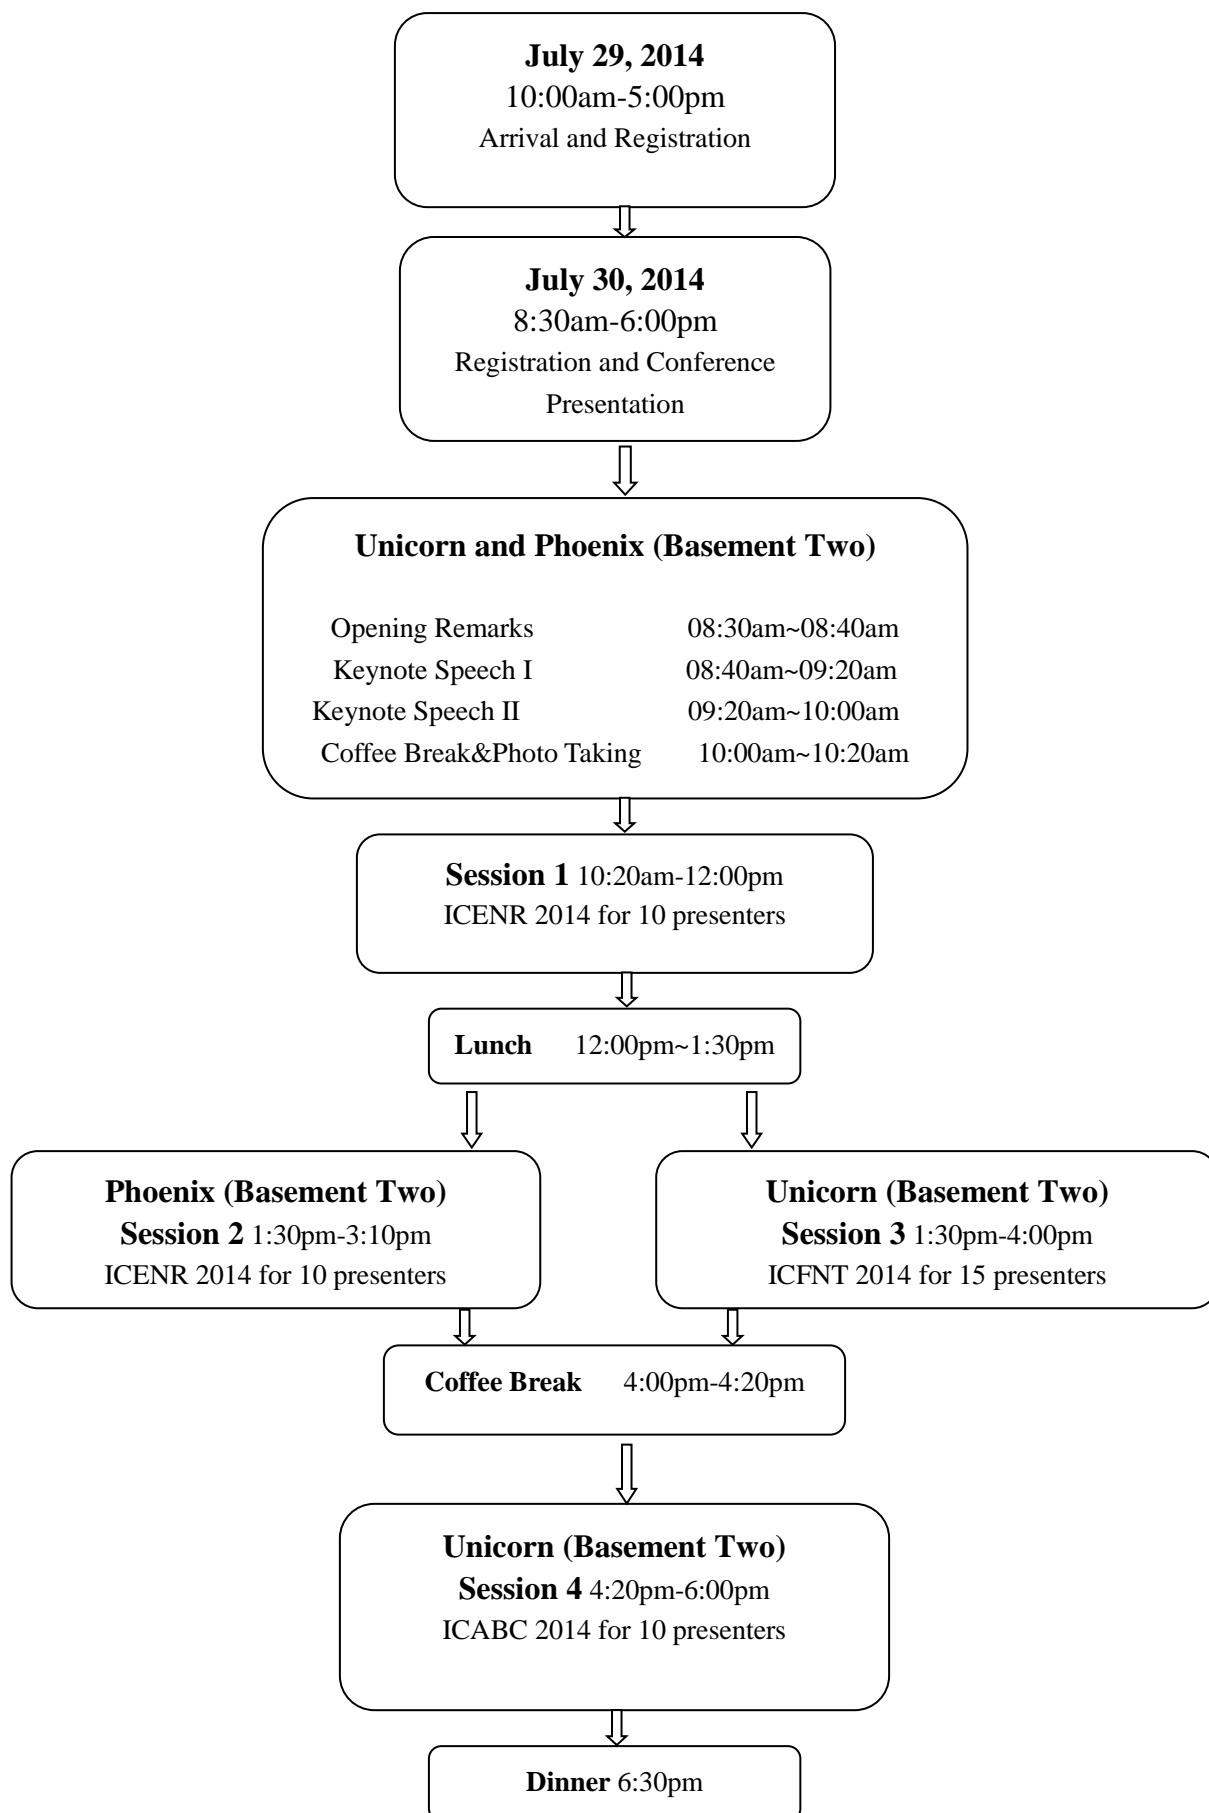 July 29, 2014
10:00am-5:00pm
Arrival and Registration
July 30, 2014
8:30am-6:00pm
Registration and Conference
Presentation
Unicorn and Phoenix (Basement Two)
Opening Remarks 08:30am~08:40am
Keynote Speech I 08:40am~09:20am
Keynote Speech II 09:20am~10:00am
Coffee Break&Photo Taking 10:00am~10:20am
Session 1 10:20am-12:00pm
ICENR 2014 for 10 presenters
Lunch 12:00pm~1:30pm
Phoenix (Basement Two)
Session 2 1:30pm-3:10pm
ICENR 2014 for 10 presenters
Unicorn (Basement Two)
Session 3 1:30pm-4:00pm
ICFNT 2014 for 15 presenters
Coffee Break 4:00pm-4:20pm
Unicorn (Basement Two)
Session 4 4:20pm-6:00pm
ICABC 2014 for 10 presenters
Dinner 6:30pm